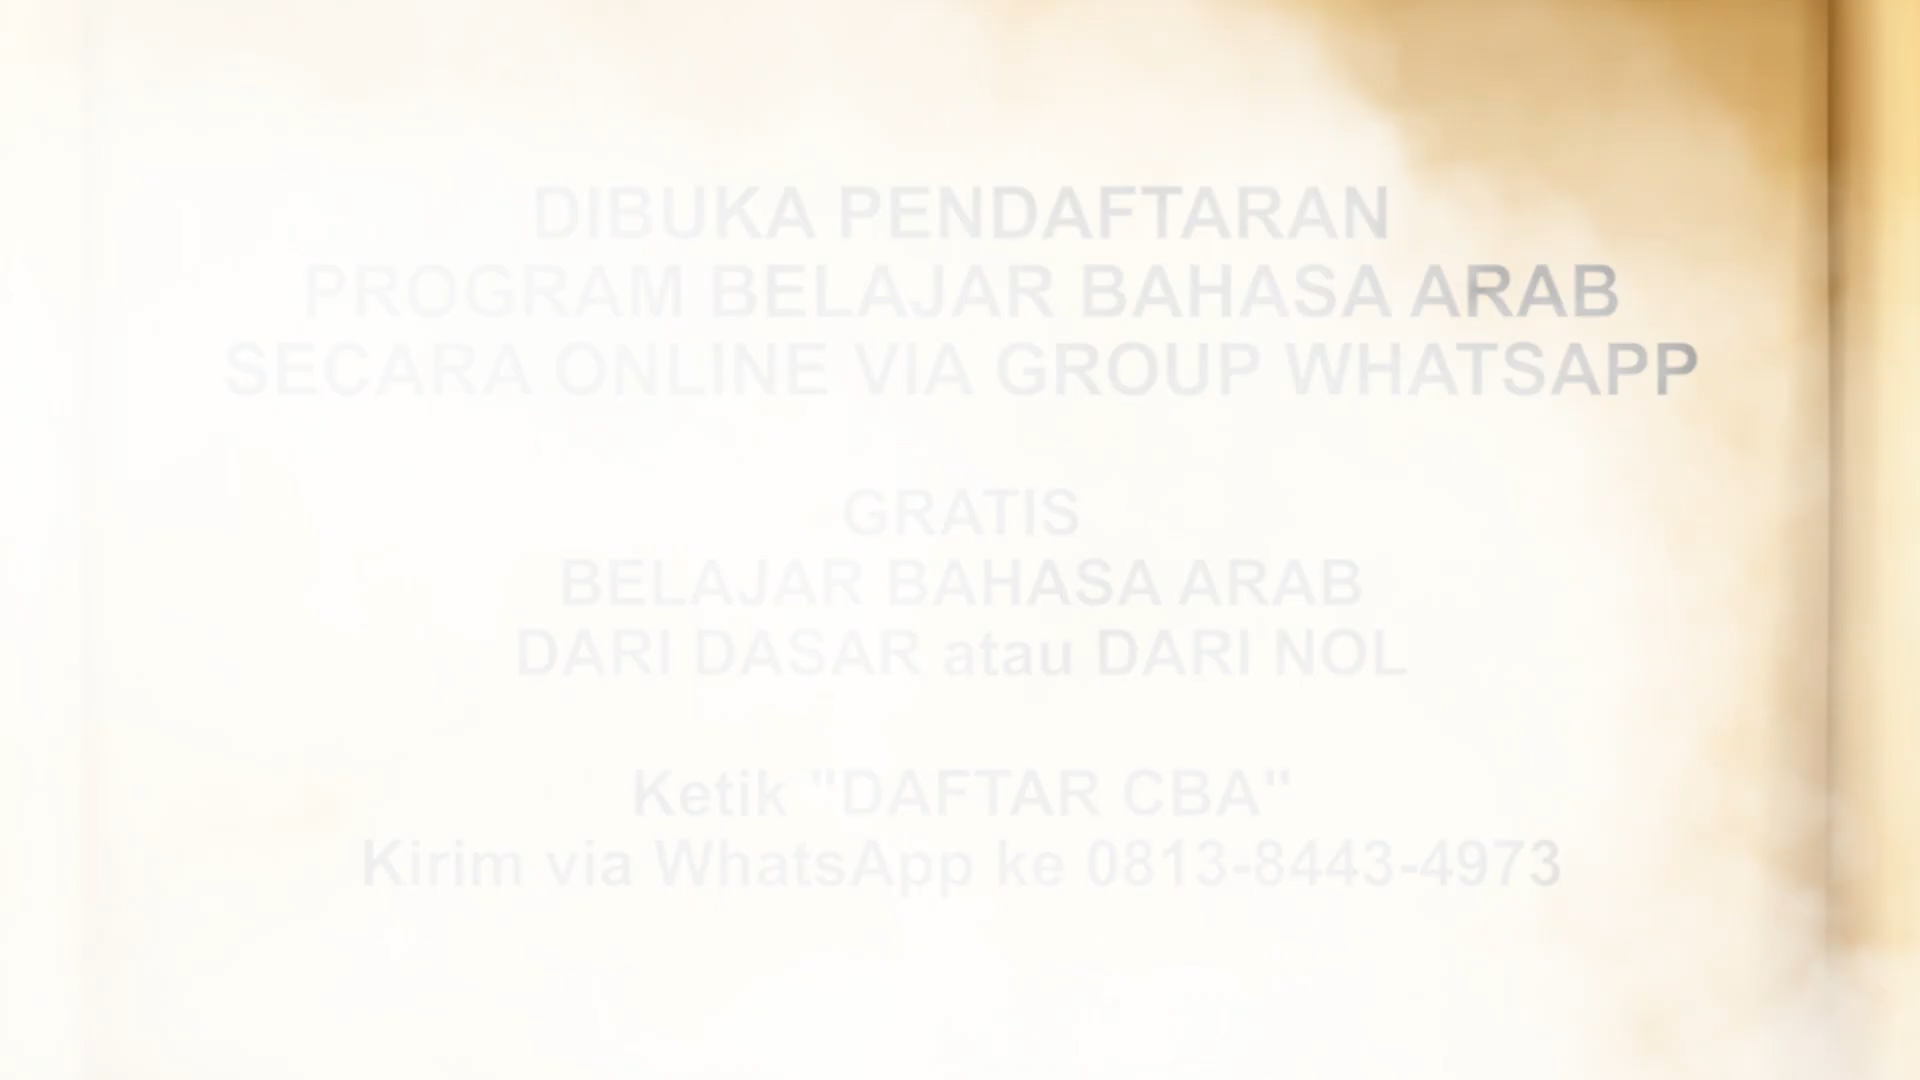 DIBUKA PENDAFTARAN
PROGRAM BELAJAR BAHASA ARAB
SECARA ONLINE VIA GROUP WHATSAPP
GRATIS
BELAJAR BAHASA ARAB
DARI DASAR atau DARI NOL
Ketik "DAFTAR CBA"
Kirim via WhatsApp ke 0813-8443-4973